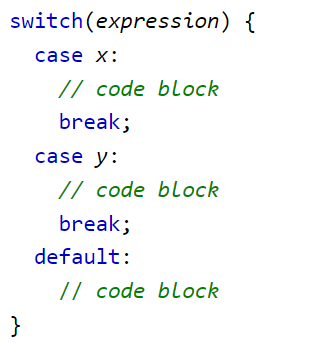 switch(expression) {
  case x:
    // code block
    break;
  case y:
    // code block
    break;
  default:
    // code block
}